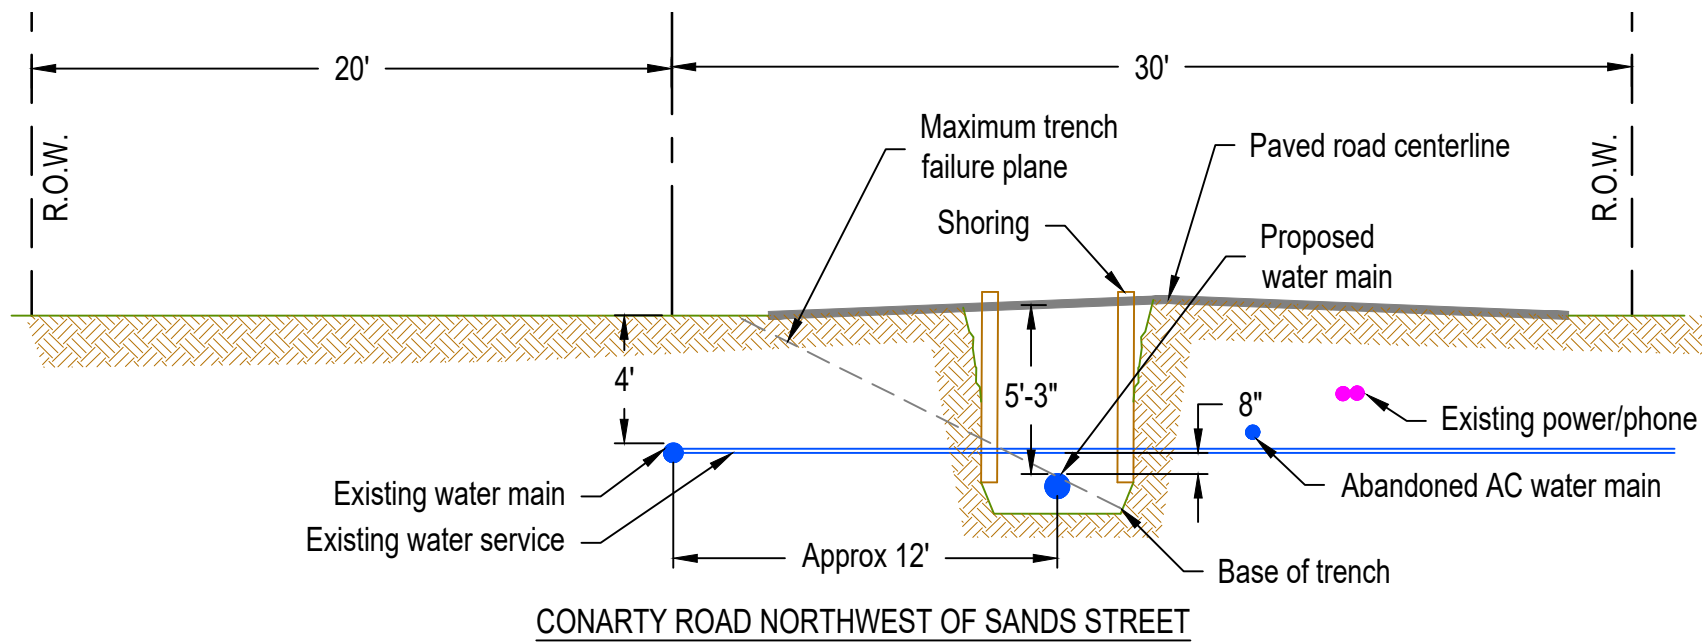 20'
30'
R.O.W.
R.O.W.
Maximum trench
failure plane
Paved road centerline
Shoring
Proposed
water main
4'
5'-3"
8"
Existing power/phone
Existing water main
Abandoned AC water main
Existing water service
Approx 12'
Base of trench
CONARTY ROAD NORTHWEST OF SANDS STREET